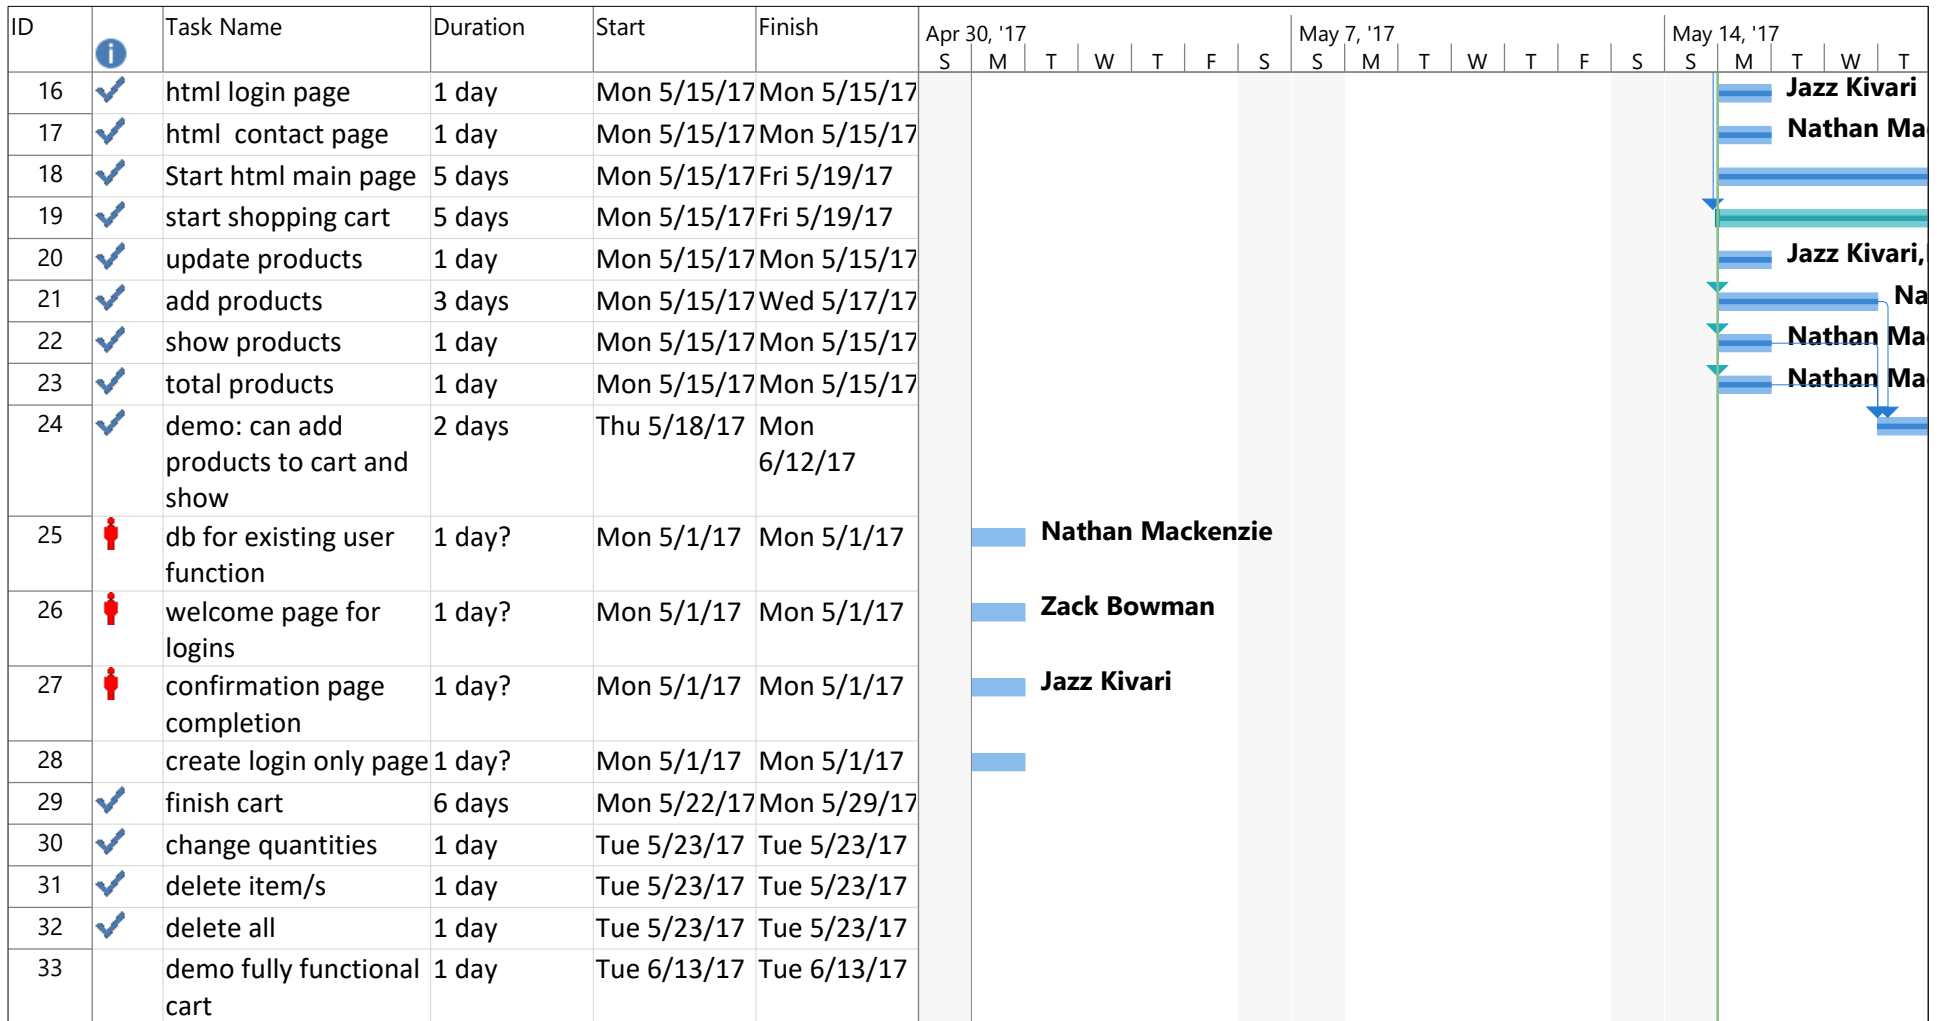 ID Task Name Duration Start Finish Apr 30, '17 May 7, '17 May 14, '17
S M T W T F S S M T W T F S S M T W T
16 html login page 1 day Mon 5/15/17 Mon 5/15/17 Jazz Kivari
17 html contact page 1 day Mon 5/15/17 Mon 5/15/17 Nathan Ma
18 Start html main page 5 days Mon 5/15/17 Fri 5/19/17
19 start shopping cart 5 days Mon 5/15/17 Fri 5/19/17
20 update products 1 day Mon 5/15/17 Mon 5/15/17 Jazz Kivari,
21 add products 3 days Mon 5/15/17 Wed 5/17/17 Na
22 show products 1 day Mon 5/15/17 Mon 5/15/17 Nathan Ma
23 total products 1 day Mon 5/15/17 Mon 5/15/17 Nathan Ma
24 demo: can add 2 days Thu 5/18/17 Mon
products to cart and 6/12/17
show
25 db for existing user 1 day? Mon 5/1/17 Mon 5/1/17 Nathan Mackenzie
function
26 welcome page for 1 day? Mon 5/1/17 Mon 5/1/17 Zack Bowman
logins
27 confirmation page 1 day? Mon 5/1/17 Mon 5/1/17 Jazz Kivari
completion
28 create login only page 1 day? Mon 5/1/17 Mon 5/1/17
29 finish cart 6 days Mon 5/22/17 Mon 5/29/17
30 change quantities 1 day Tue 5/23/17 Tue 5/23/17
31 delete item/s 1 day Tue 5/23/17 Tue 5/23/17
32 delete all 1 day Tue 5/23/17 Tue 5/23/17
33 demo fully functional 1 day Tue 6/13/17 Tue 6/13/17
cart